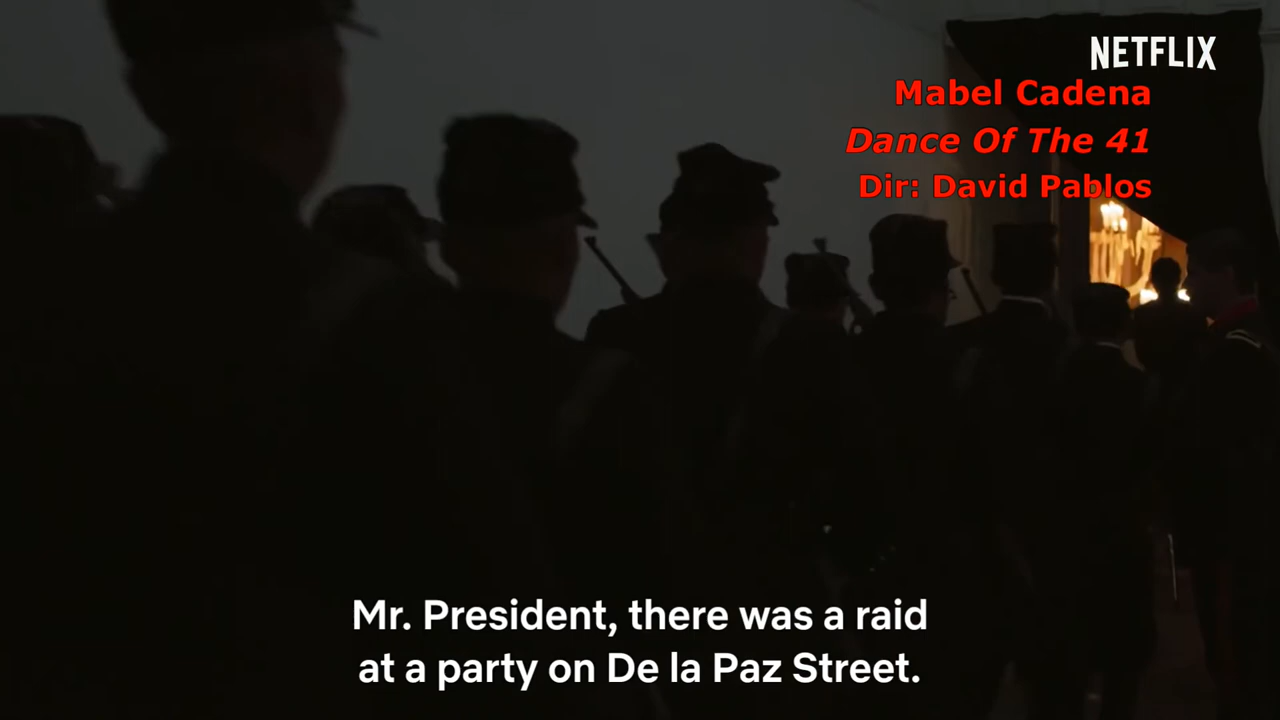 NETFLIX
Mabel Cadena
Dance Of The 41
Dir: David Pablos
Mr. President, there was a raid
at a party on De la Paz Street.